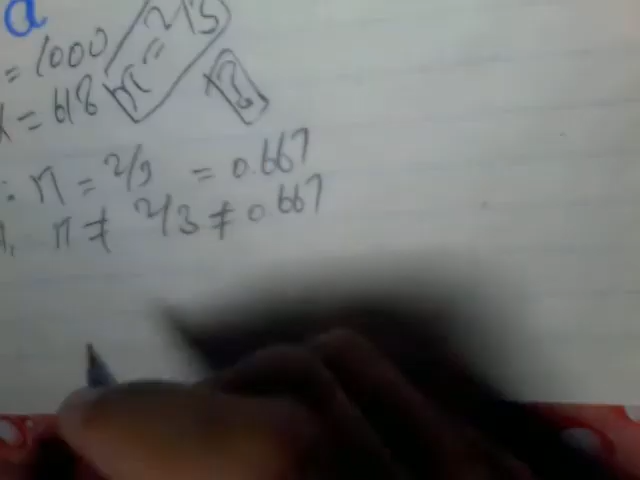 a
= 1000
x = 618
n = 2/3
: n = 2/3 = 0.667
n ≠ 2/3 ≠ 0.667